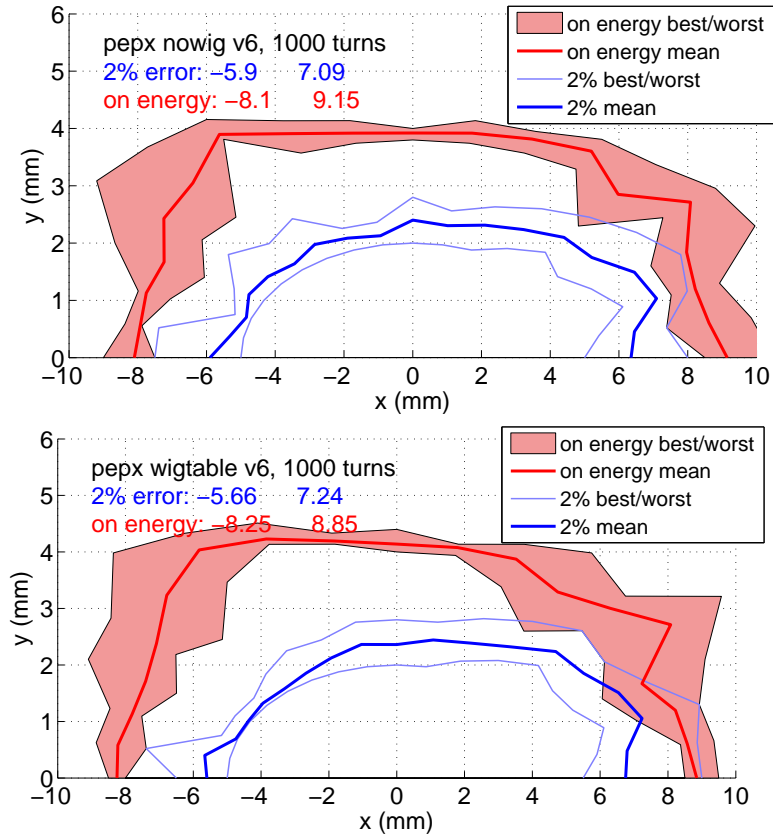 pepx nowig v6, 1000 turns
2% error: −5.9 7.09
on energy: −8.1 9.15
on energy best/worst
on energy mean
2% best/worst
2% mean
6
5
4
3
2
1
0
y (mm)
−10 −8 −6 −4 −2 0 2 4 6 8 10
x (mm)
pepx wigtable v6, 1000 turns
2% error: −5.66 7.24
on energy: −8.25 8.85
on energy best/worst
on energy mean
2% best/worst
2% mean
6
5
4
3
2
1
0
y (mm)
−10 −8 −6 −4 −2 0 2 4 6 8 10
x (mm)